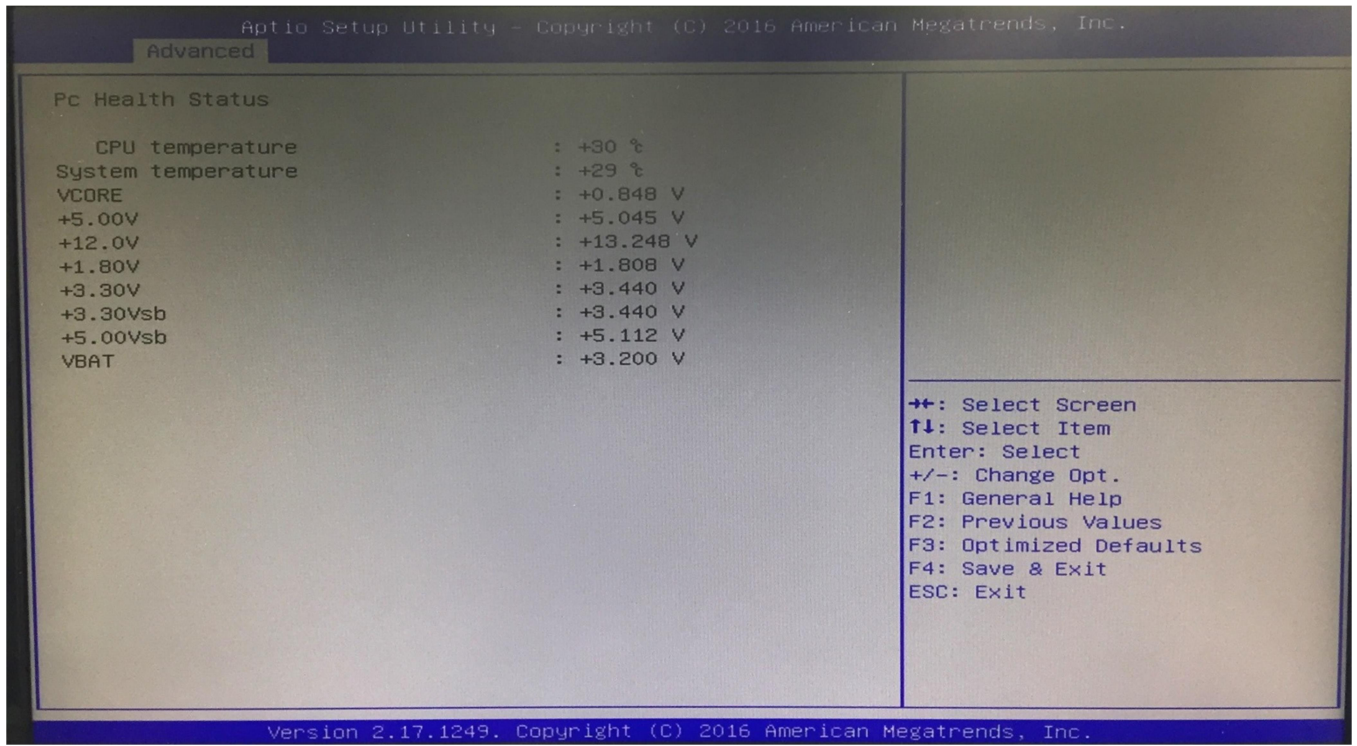 Aptio Setup Utility - Copyright (C) 2016 American Megatrends, Inc.
Advanced
Pc Health Status
CPU temperature : +30 ℃
System temperature : +29 ℃
VCORE : +0.848 V
+5.00V : +5.045 V
+12.0V : +13.248 V
+1.80V : +1.808 V
+3.30V : +3.440 V
+3.30Vsb : +3.440 V
+5.00Vsb : +5.112 V
VBAT : +3.200 V
→←: Select Screen
↑↓: Select Item
Enter: Select
+/-: Change Opt.
F1: General Help
F2: Previous Values
F3: Optimized Defaults
F4: Save & Exit
ESC: Exit
Version 2.17.1249. Copyright (C) 2016 American Megatrends, Inc.